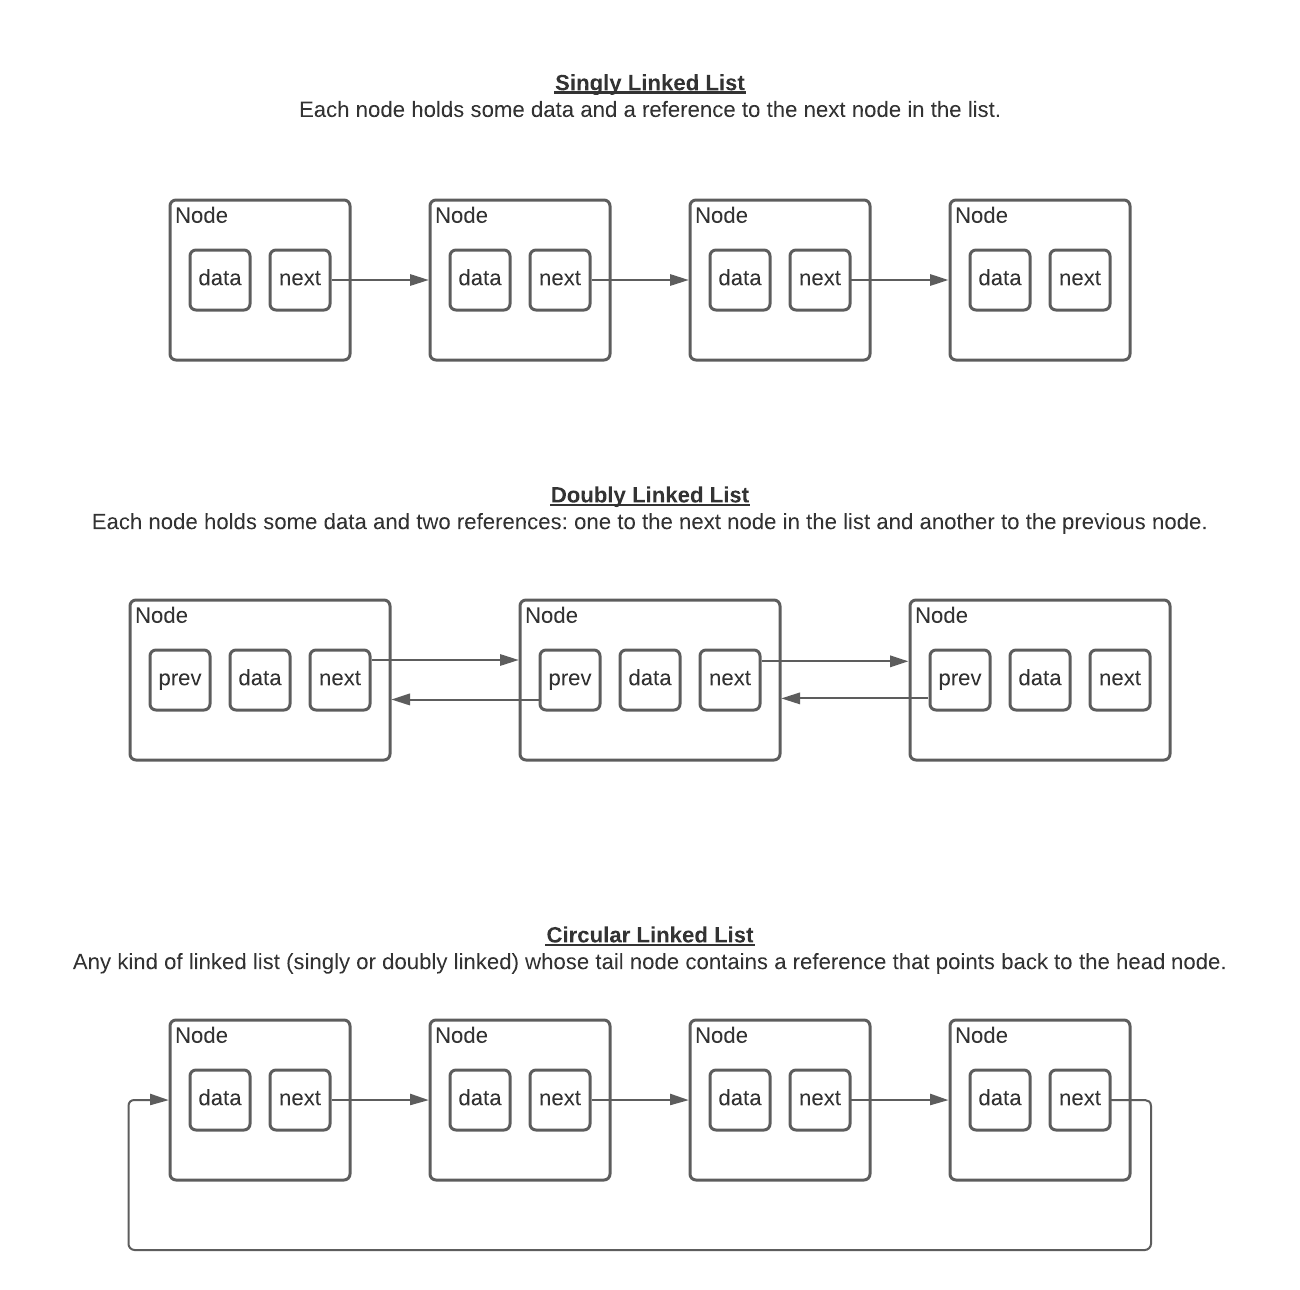 Singly Linked List
Each node holds some data and a reference to the next node in the list.
Node Node Node Node
data next data next data next data next
Doubly Linked List
Each node holds some data and two references: one to the next node in the list and another to the previous node.
Node Node Node
prev data next prev data next prev data next
Circular Linked List
Any kind of linked list (singly or doubly linked) whose tail node contains a reference that points back to the head node.
Node Node Node Node
data next data next data next data next